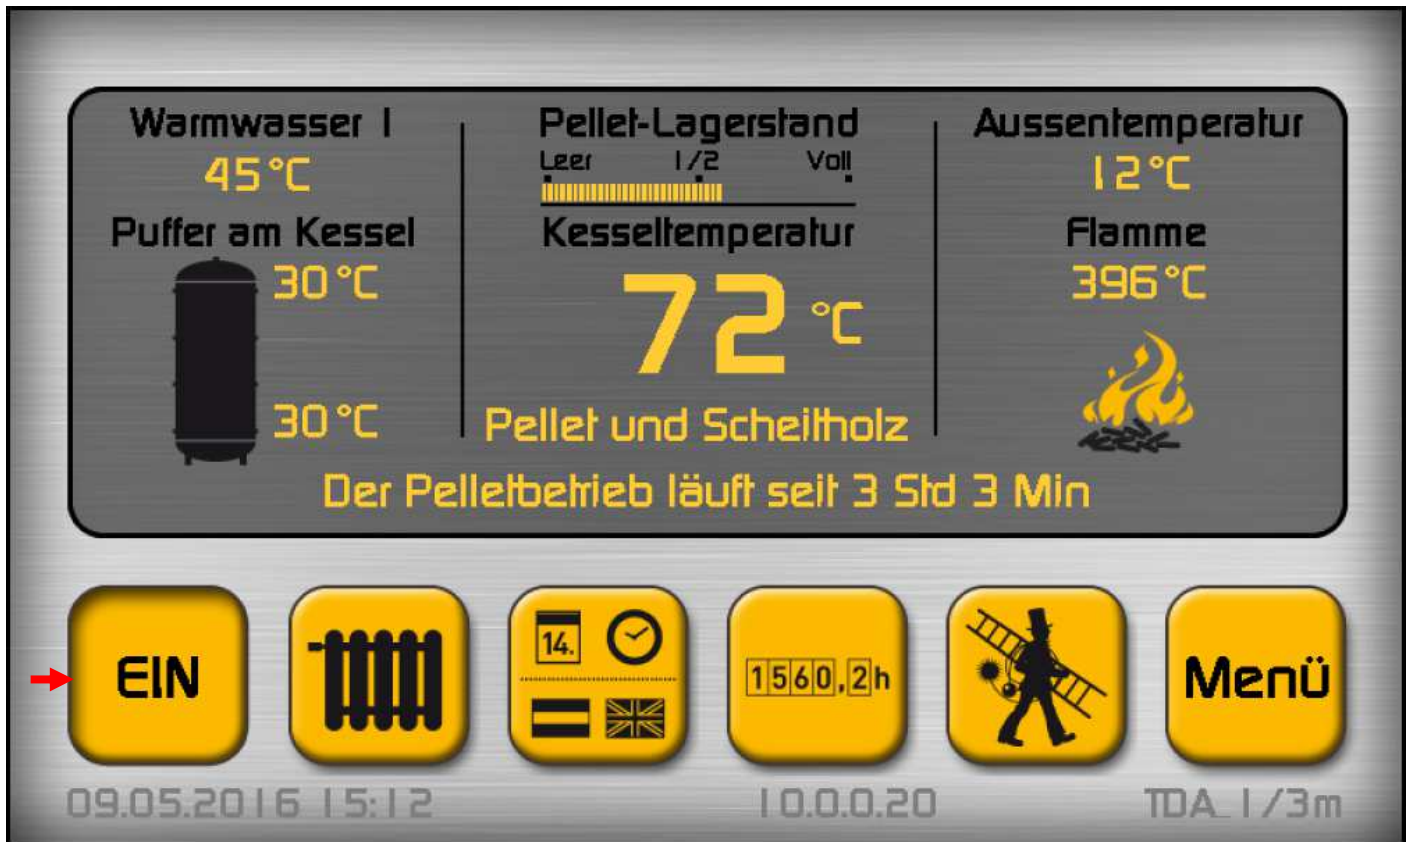 Warmwasser 1
45°C
Puffer am Kessel
30°C
30°C
Pellet-Lagerstand
Leer 1/2 Voll
Kesseltemperatur
72 °C
Pellet und Scheitholz
Aussentemperatur
12°C
Flamme
396°C
Der Pelletbetrieb läuft seit 3 Std 3 Min
EIN
14.
1560,2h
Menü
09.05.2016 15:12 10.0.0.20 TDA_1/3m